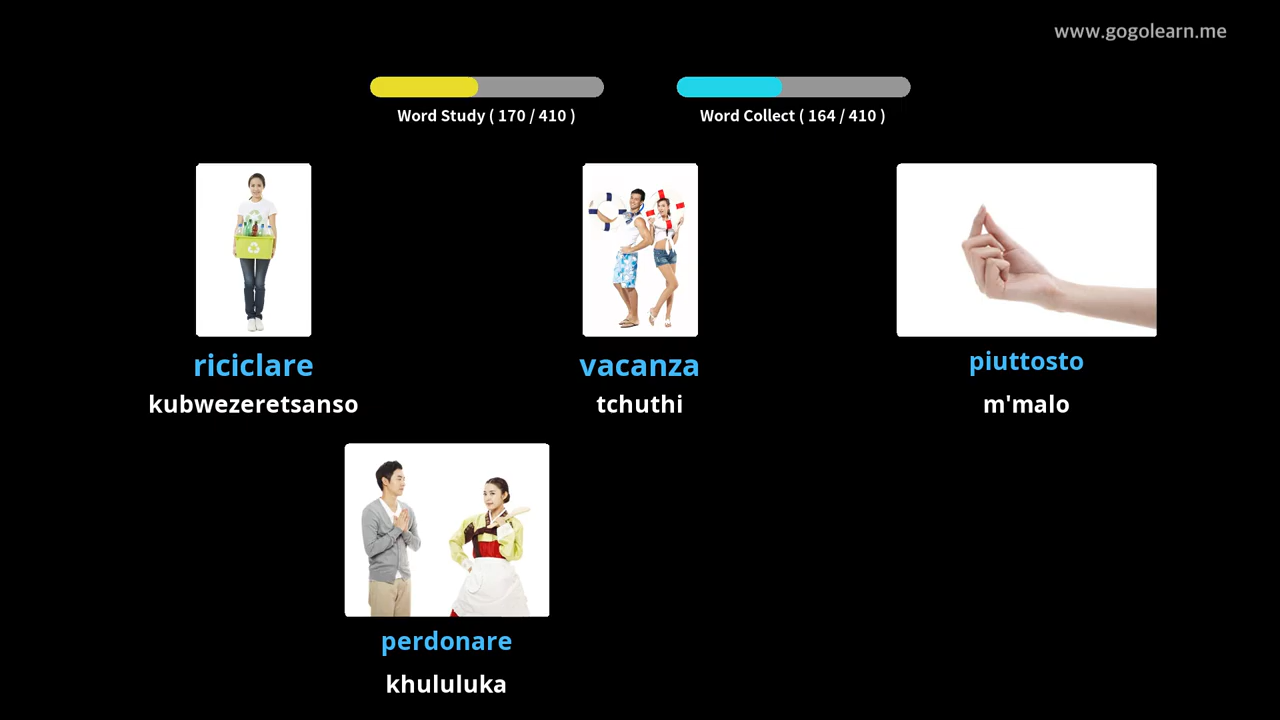 www.gogolearn.me
Word Study ( 170 / 410 )
Word Collect ( 164 / 410 )
riciclare
kubwezeretsanso
vacanza
tchuthi
piuttosto
m'malo
perdonare
khululuka